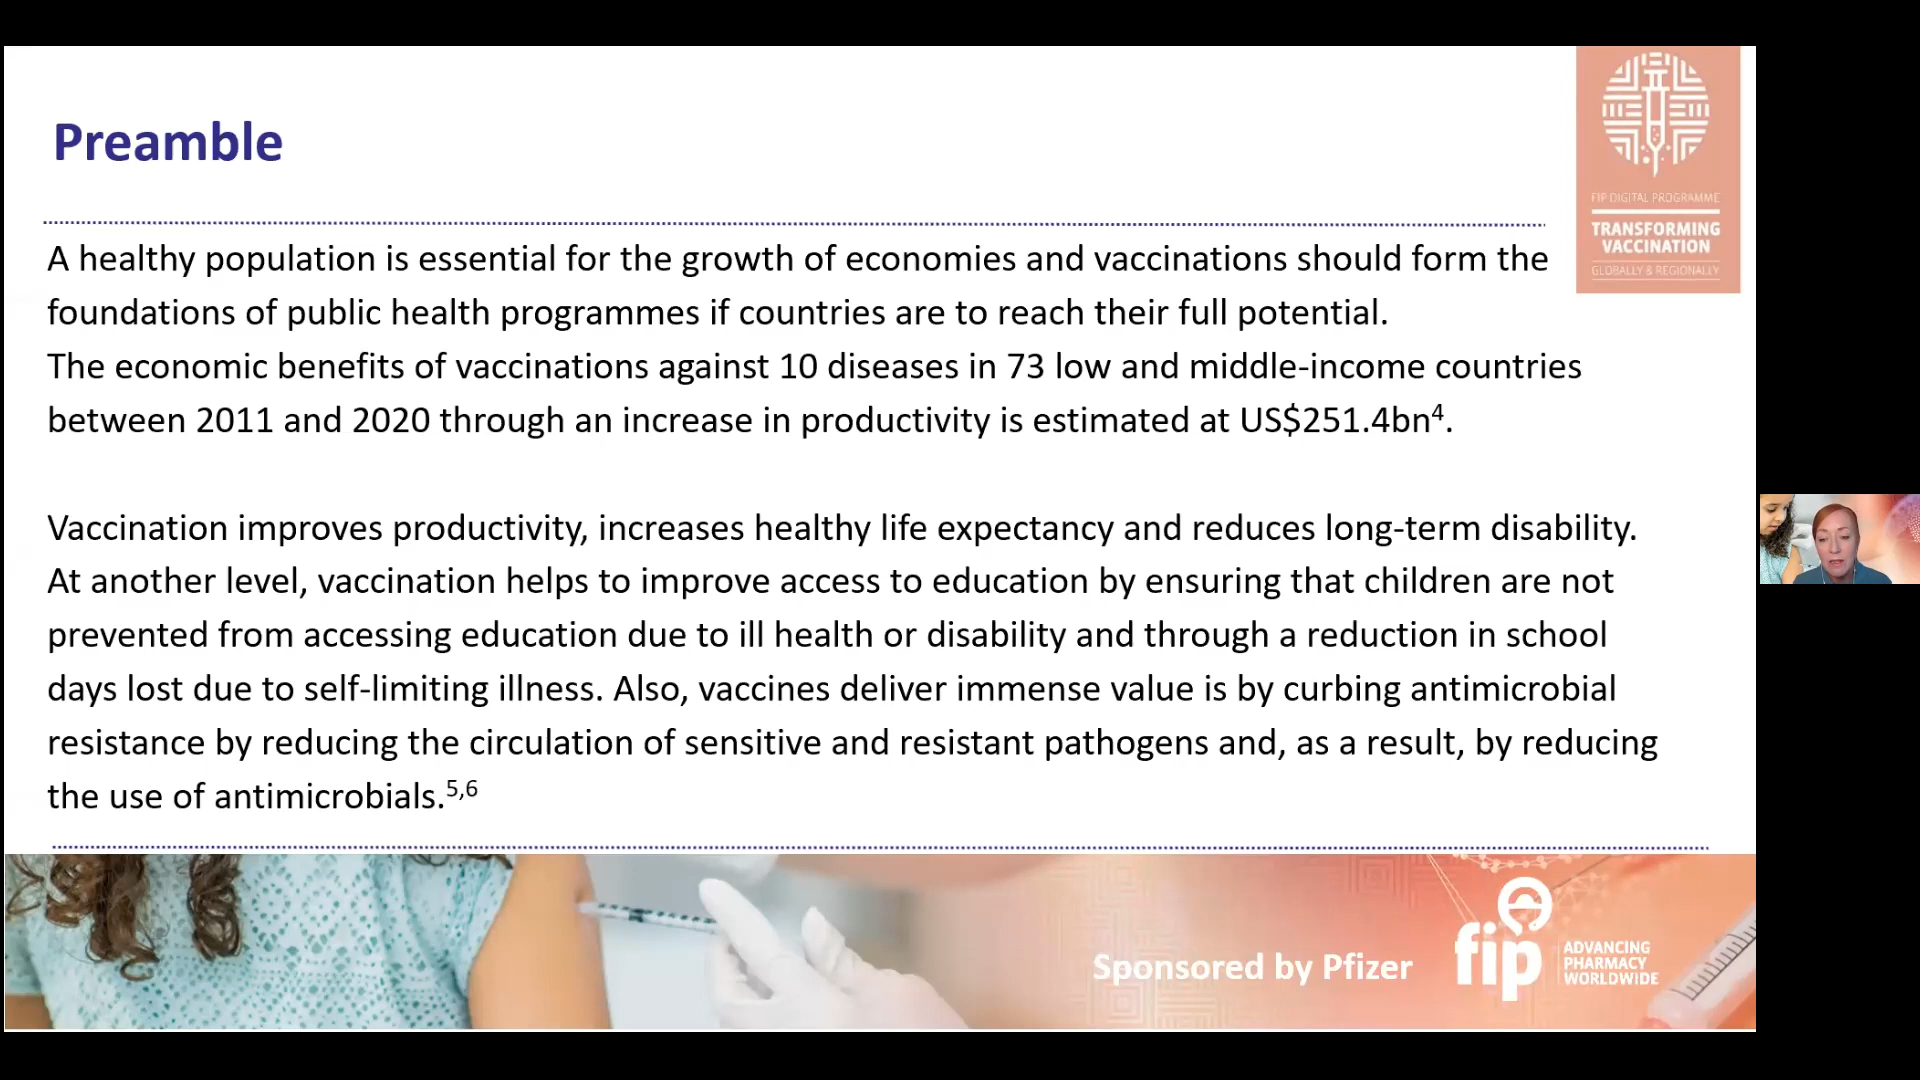 Preamble
FIP DIGITAL PROGRAMME
TRANSFORMING
VACCINATION
GLOBALLY & REGIONALLY
A healthy population is essential for the growth of economies and vaccinations should form the
foundations of public health programmes if countries are to reach their full potential.
The economic benefits of vaccinations against 10 diseases in 73 low and middle-income countries
between 2011 and 2020 through an increase in productivity is estimated at US$251.4bn⁴.
Vaccination improves productivity, increases healthy life expectancy and reduces long-term disability.
At another level, vaccination helps to improve access to education by ensuring that children are not
prevented from accessing education due to ill health or disability and through a reduction in school
days lost due to self-limiting illness. Also, vaccines deliver immense value is by curbing antimicrobial
resistance by reducing the circulation of sensitive and resistant pathogens and, as a result, by reducing
the use of antimicrobials.⁵,⁶
Sponsored by Pfizer
fip
ADVANCING
PHARMACY
WORLDWIDE